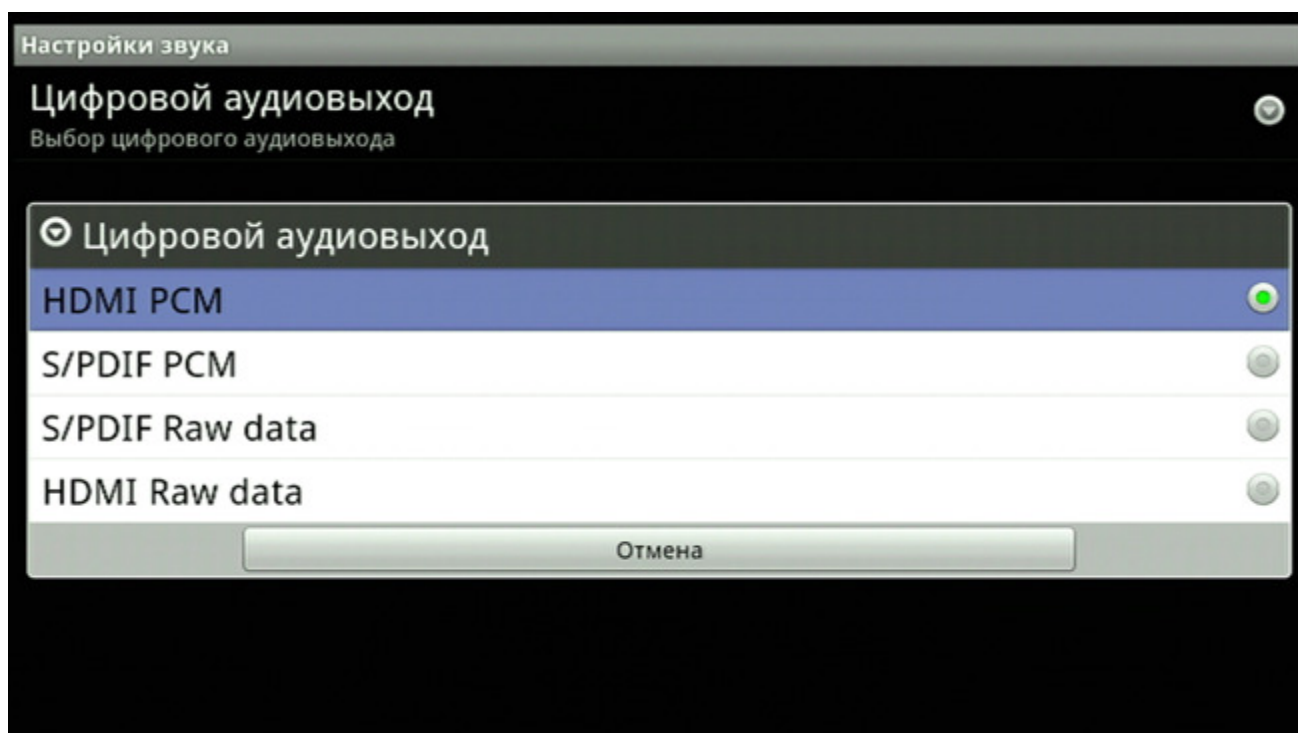 Настройки звука
Цифровой аудиовыход
Выбор цифрового аудиовыхода
Цифровой аудиовыход
HDMI PCM
S/PDIF PCM
S/PDIF Raw data
HDMI Raw data
Отмена